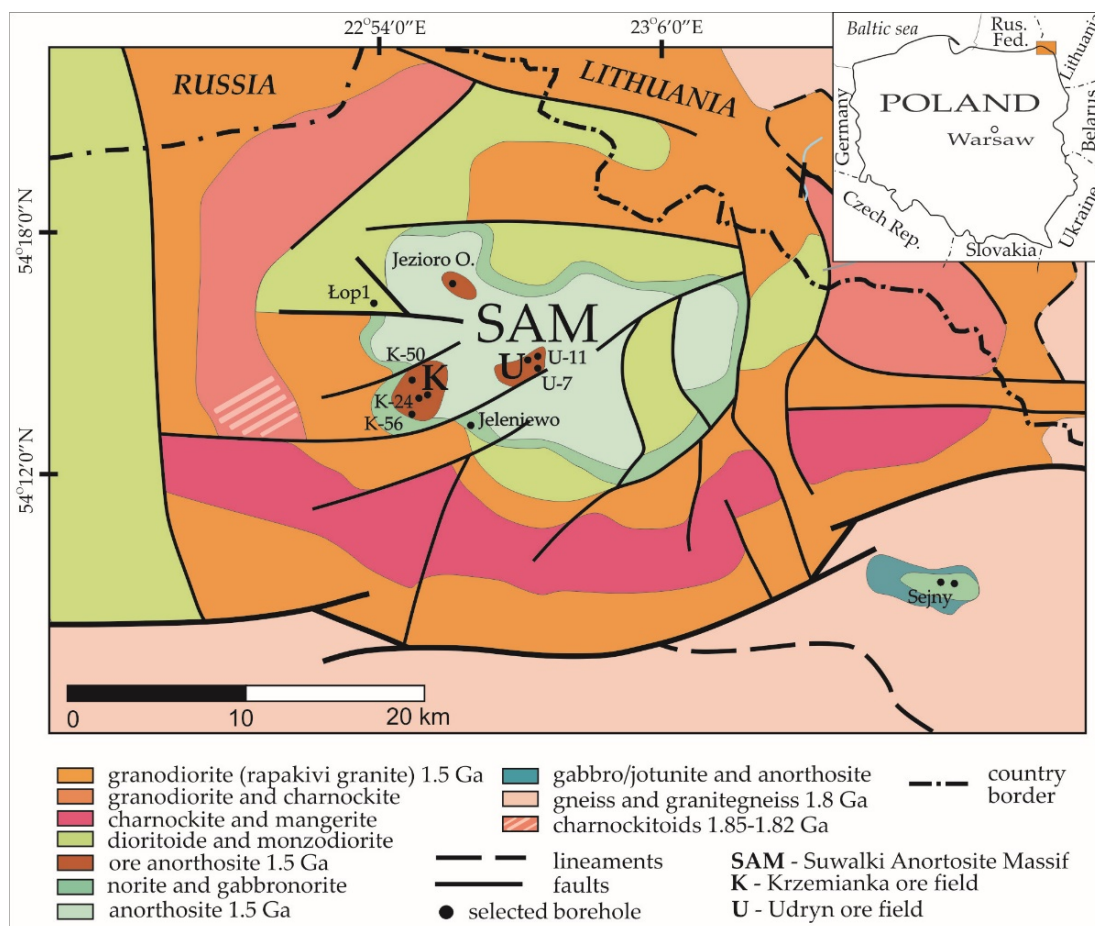 22°54′0″E
23°6′0″E
Baltic sea
Rus.
Fed.
Lithuania
Germany
POLAND
Warsaw
Belarus
Ukraine
Czech Rep.
Slovakia
RUSSIA
LITHUANIA
54°18′0″N
54°12′0″N
Jezioro O.
Łop1
SAM
K-50
K
K-24
K-56
U
U-11
U-7
Jeleniewo
Sejny
0 10 20 km
granodiorite (rapakivi granite) 1.5 Ga
granodiorite and charnockite
charnockite and mangerite
dioritoide and monzodiorite
ore anorthosite 1.5 Ga
norite and gabbronorite
anorthosite 1.5 Ga
gabbro/jotunite and anorthosite
gneiss and granitegneiss 1.8 Ga
charnockitoids 1.85-1.82 Ga
lineaments
faults
selected borehole
country
border
SAM - Suwalki Anortosite Massif
K - Krzemianka ore field
U - Udryn ore field